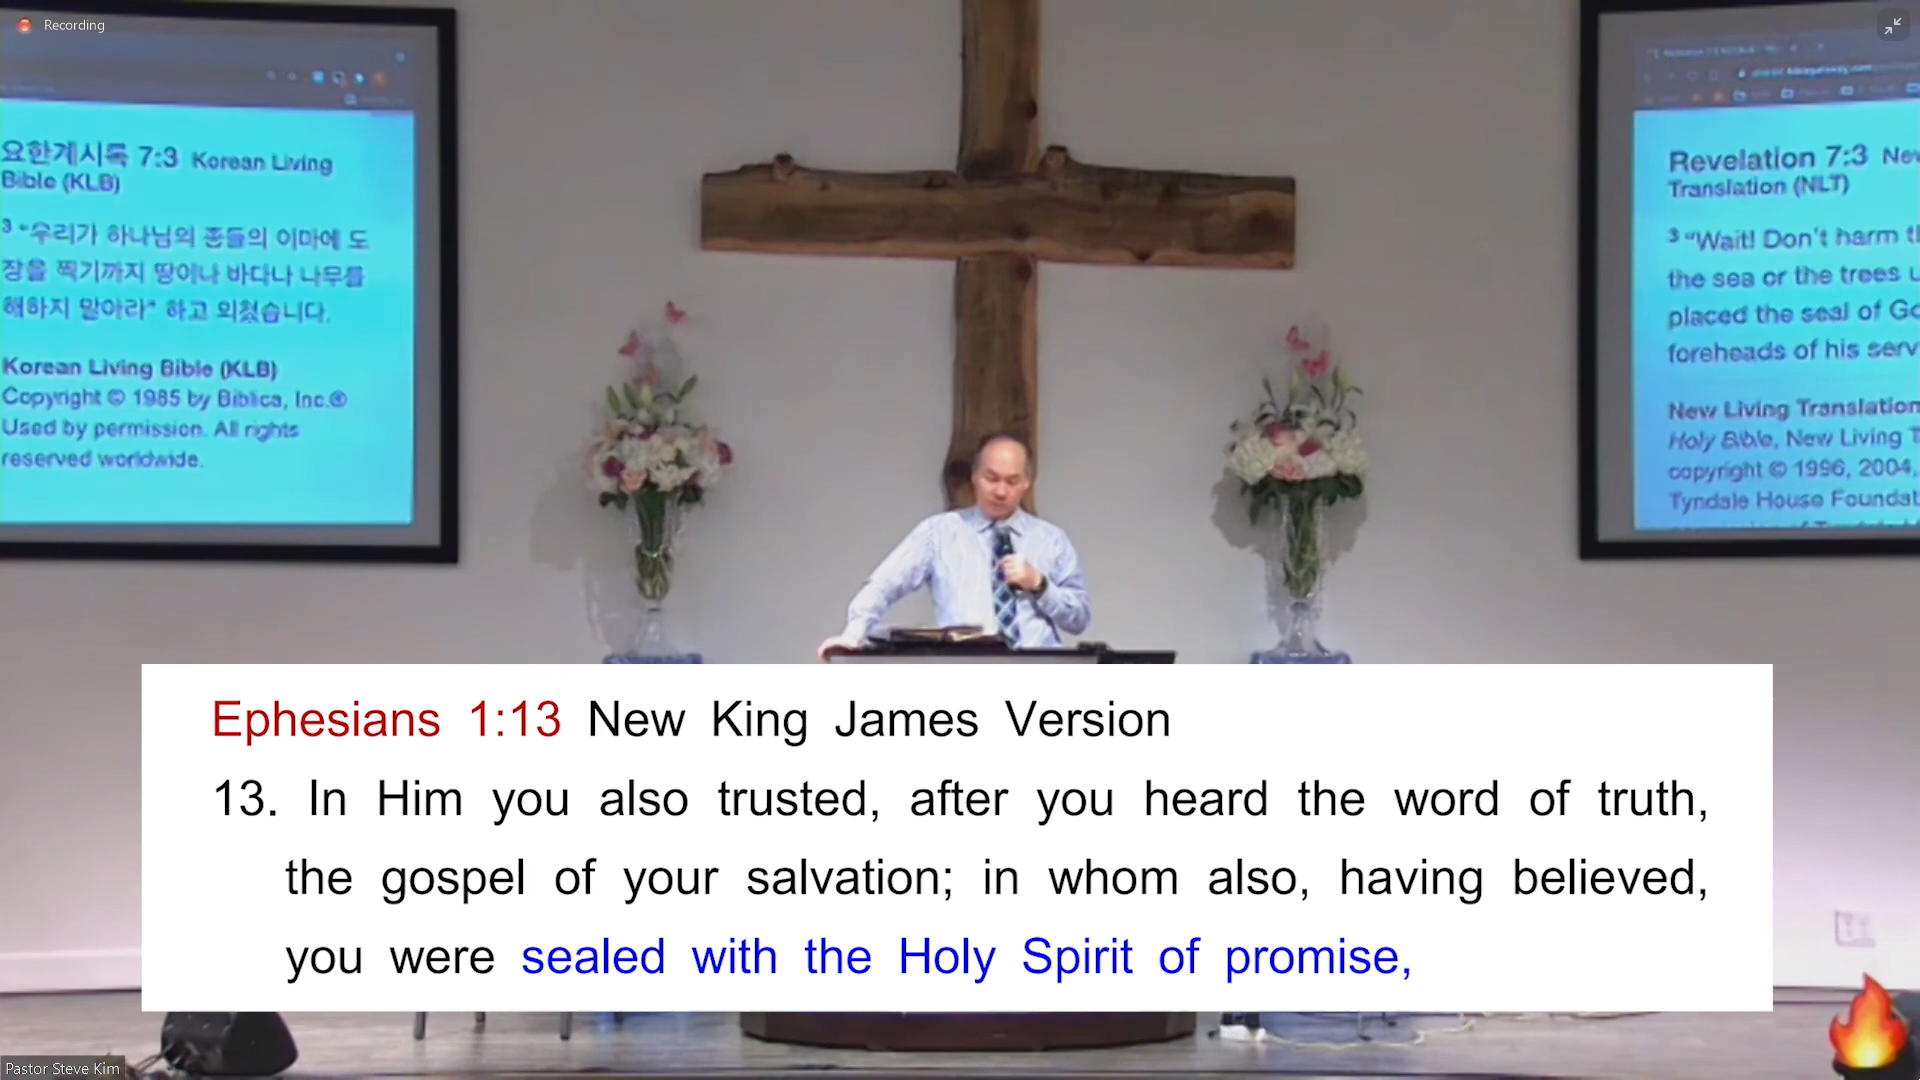 Recording
요한계시록 7:3 Korean Living
Bible (KLB)
3 "우리가 하나님의 종들의 이마에 도
장을 찍기까지 땅이나 바다나 나무를
해하지 말아라" 하고 외쳤습니다.
Korean Living Bible (KLB)
Copyright © 1985 by Biblica, Inc.®
Used by permission. All rights
reserved worldwide.
Revelation 7:3 New
Translation (NLT)
3 "Wait! Don't harm
the sea or the trees
placed the seal of
foreheads of his
New Living Translation
Holy Bible, New Living
copyright © 1996, 2004,
Tyndale House
Ephesians 1:13 New King James Version
13. In Him you also trusted, after you heard the word of truth,
the gospel of your salvation; in whom also, having believed,
you were sealed with the Holy Spirit of promise,
Pastor Steve Kim